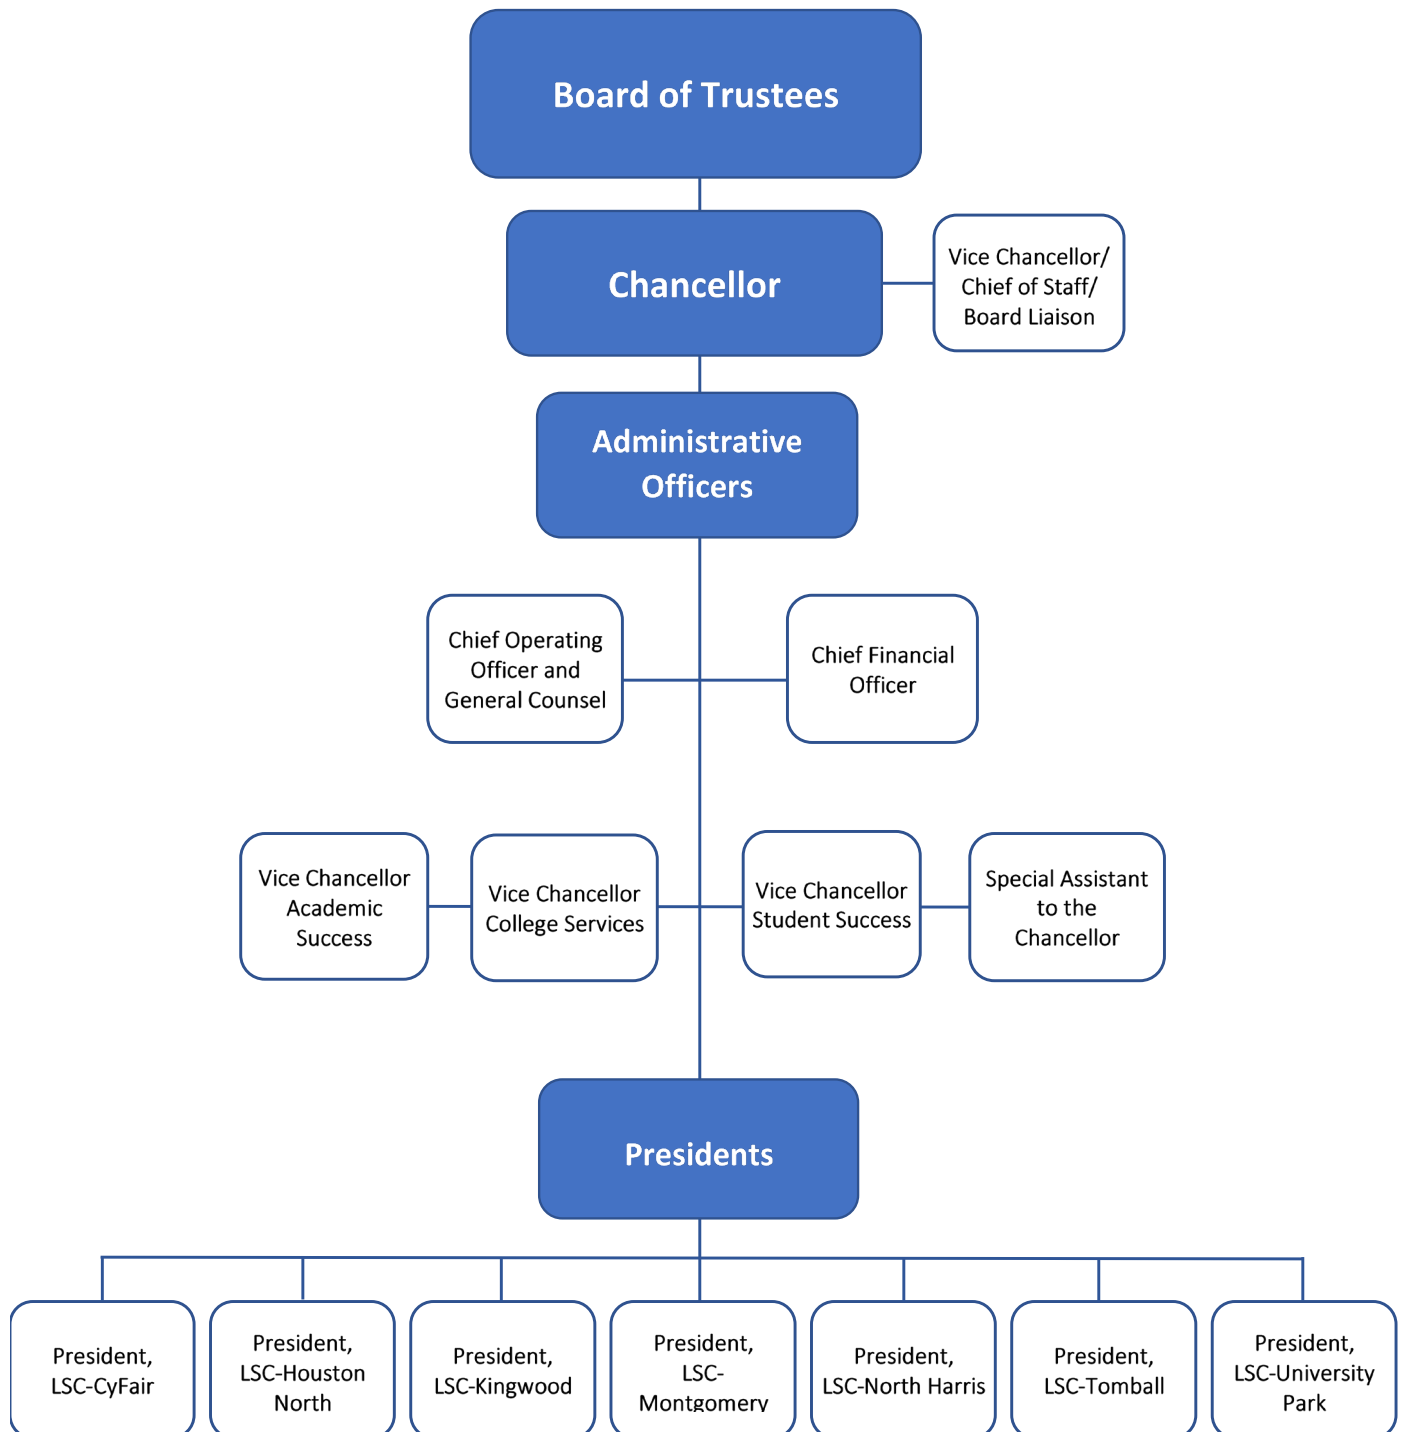 Board of Trustees
Chancellor
Vice Chancellor/
Chief of Staff/
Board Liaison
Administrative
Officers
Chief Operating
Officer and
General Counsel
Chief Financial
Officer
Vice Chancellor
Academic
Success
Vice Chancellor
College Services
Vice Chancellor
Student Success
Special Assistant
to the
Chancellor
Presidents
President,
LSC-CyFair
President,
LSC-Houston
North
President,
LSC-Kingwood
President,
LSC-
Montgomery
President,
LSC-North Harris
President,
LSC-Tomball
President,
LSC-University
Park